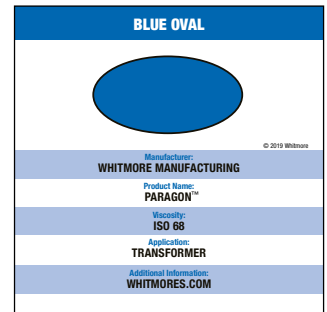 BLUE OVAL
© 2019 Whitmore
Manufacturer:
WHITMORE MANUFACTURING
Product Name:
PARAGON™
Viscosity:
ISO 68
Application:
TRANSFORMER
Additional Information:
WHITMORES.COM